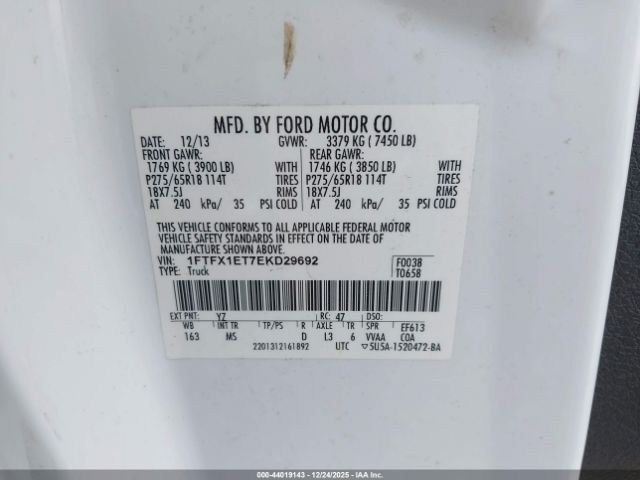 MFD. BY FORD MOTOR CO.
DATE: 12/13 GVWR: 3379 KG ( 7450 LB)
FRONT GAWR: REAR GAWR:
1769 KG ( 3900 LB) WITH 1746 KG ( 3850 LB) WITH
P275/65R18 114T TIRES P275/65R18 114T TIRES
18X7.5J RIMS 18X7.5J RIMS
AT 240 kPa/ 35 PSI COLD AT 240 kPa/ 35 PSI COLD
THIS VEHICLE CONFORMS TO ALL APPLICABLE FEDERAL MOTOR
VEHICLE SAFETY STANDARDS IN EFFECT ON THE DATE OF
MANUFACTURE SHOWN ABOVE.
VIN: 1FTFX1ET7EKD29692 F0038
TYPE: Truck T0658
EXT PNT: YZ RC: 47 DSO:
WB INT TR TP/PS R AXLE TR SPR EF613
163 MS D L3 6 VVAA COA
2201312161892 UTC ▽5U5A-1520472-BA
000-44019143 - 12/24/2025 - IAA.com